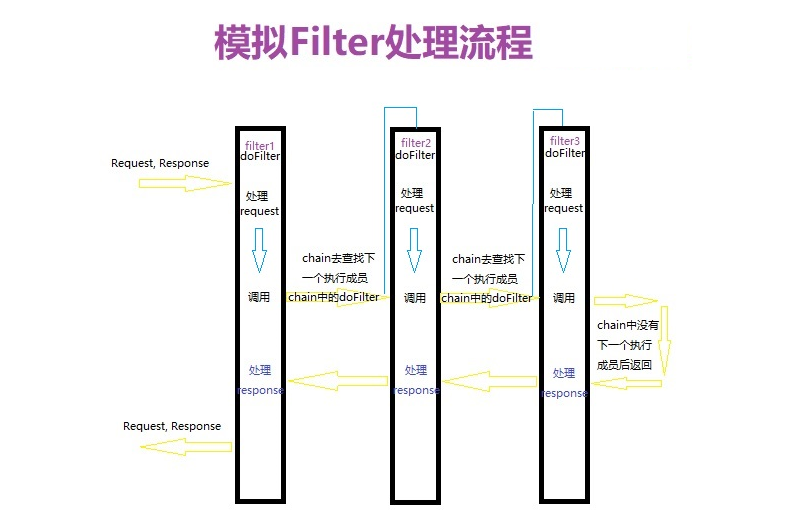 模拟Filter处理流程
Request, Response
filter1
doFilter
处理
request
调用
处理
response
Request, Response
chain去查找下
一个执行成员
chain中的doFilter
filter2
doFilter
处理
request
调用
处理
response
chain去查找下
一个执行成员
chain中的doFilter
filter3
doFilter
处理
request
调用
处理
response
chain中没有
下一个执行
成员后返回